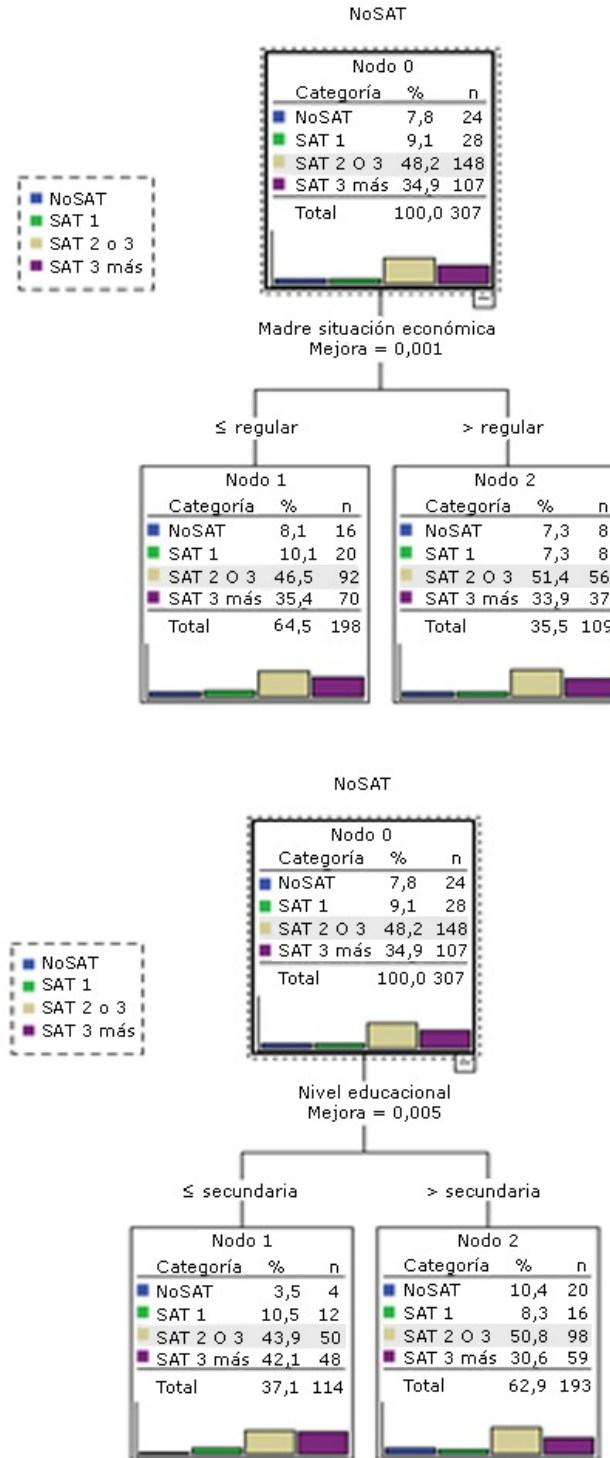 NoSAT
Nodo 0
Categoría % n
NoSAT 7,8 24
SAT 1 9,1 28
SAT 2 O 3 48,2 148
SAT 3 más 34,9 107
Total 100,0 307
NoSAT
SAT 1
SAT 2 o 3
SAT 3 más
Madre situación económica
Mejora = 0,001
≤ regular
> regular
Nodo 1
Categoría % n
NoSAT 8,1 16
SAT 1 10,1 20
SAT 2 O 3 46,5 92
SAT 3 más 35,4 70
Total 64,5 198
Nodo 2
Categoría % n
NoSAT 7,3 8
SAT 1 7,3 8
SAT 2 O 3 51,4 56
SAT 3 más 33,9 37
Total 35,5 109
NoSAT
Nodo 0
Categoría % n
NoSAT 7,8 24
SAT 1 9,1 28
SAT 2 O 3 48,2 148
SAT 3 más 34,9 107
Total 100,0 307
NoSAT
SAT 1
SAT 2 o 3
SAT 3 más
Nivel educacional
Mejora = 0,005
≤ secundaria
> secundaria
Nodo 1
Categoría % n
NoSAT 3,5 4
SAT 1 10,5 12
SAT 2 O 3 43,9 50
SAT 3 más 42,1 48
Total 37,1 114
Nodo 2
Categoría % n
NoSAT 10,4 20
SAT 1 8,3 16
SAT 2 O 3 50,8 98
SAT 3 más 30,6 59
Total 62,9 193